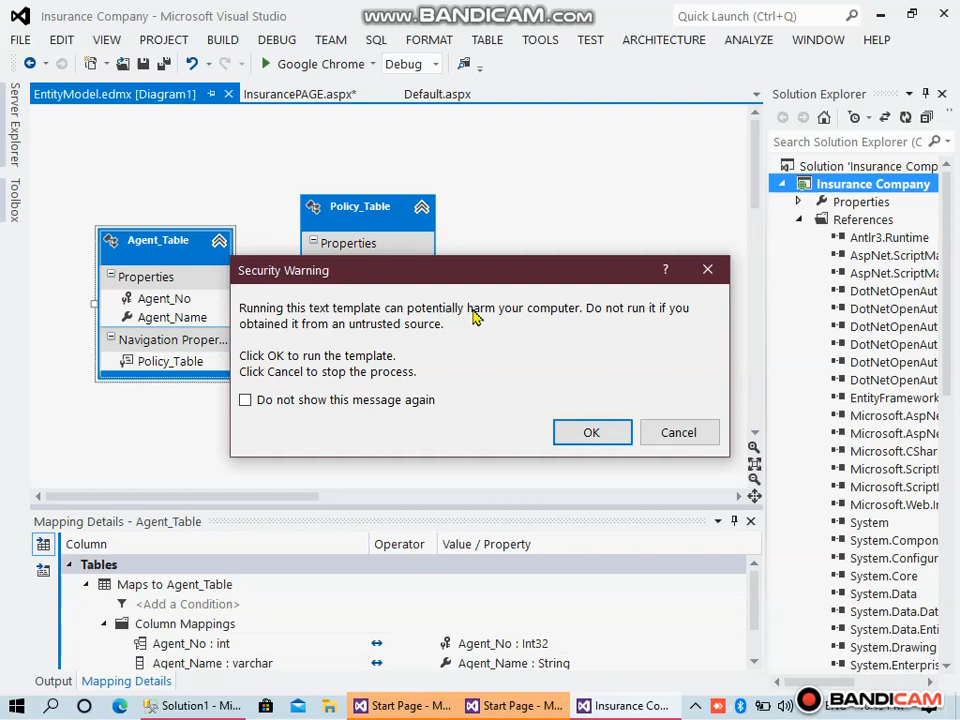 Insurance Company - Microsoft Visual Studio
www.BANDICAM.com
Quick Launch (Ctrl+Q)
FILE EDIT VIEW PROJECT BUILD DEBUG TEAM SQL FORMAT TABLE TOOLS TEST ARCHITECTURE ANALYZE WINDOW HELP
Google Chrome Debug
Server Explorer
Toolbox
EntityModel.edmx [Diagram1] InsurancePAGE.aspx* Default.aspx
Policy_Table
Properties
Agent_Table
Properties
Agent_No
Agent_Name
Navigation Proper...
Policy_Table
Security Warning
Running this text template can potentially harm your computer. Do not run it if you
obtained it from an untrusted source.
Click OK to run the template.
Click Cancel to stop the process.
Do not show this message again
OK Cancel
Mapping Details - Agent_Table
Column Operator Value / Property
Tables
Maps to Agent_Table
<Add a Condition>
Column Mappings
Agent_No : int Agent_No : Int32
Agent_Name : varchar Agent_Name : String
Output Mapping Details
Solution Explorer
Search Solution Explorer (C
Solution 'Insurance Comp
Insurance Company
Properties
References
Antlr3.Runtime
AspNet.ScriptMa
AspNet.ScriptMa
DotNetOpenAut
DotNetOpenAut
DotNetOpenAut
DotNetOpenAut
DotNetOpenAut
EntityFramework
Microsoft.AspNe
Microsoft.AspNe
Microsoft.CShar
Microsoft.ScriptI
Microsoft.ScriptI
Microsoft.Web.In
System
System.Compon
System.Configur
System.Core
System.Data
System.Data.Dat
System.Data.Enti
System.Drawing
System.Enterpris
Solution1 - Mi... Start Page - M... Start Page - M... Insurance Co...
BANDICAM